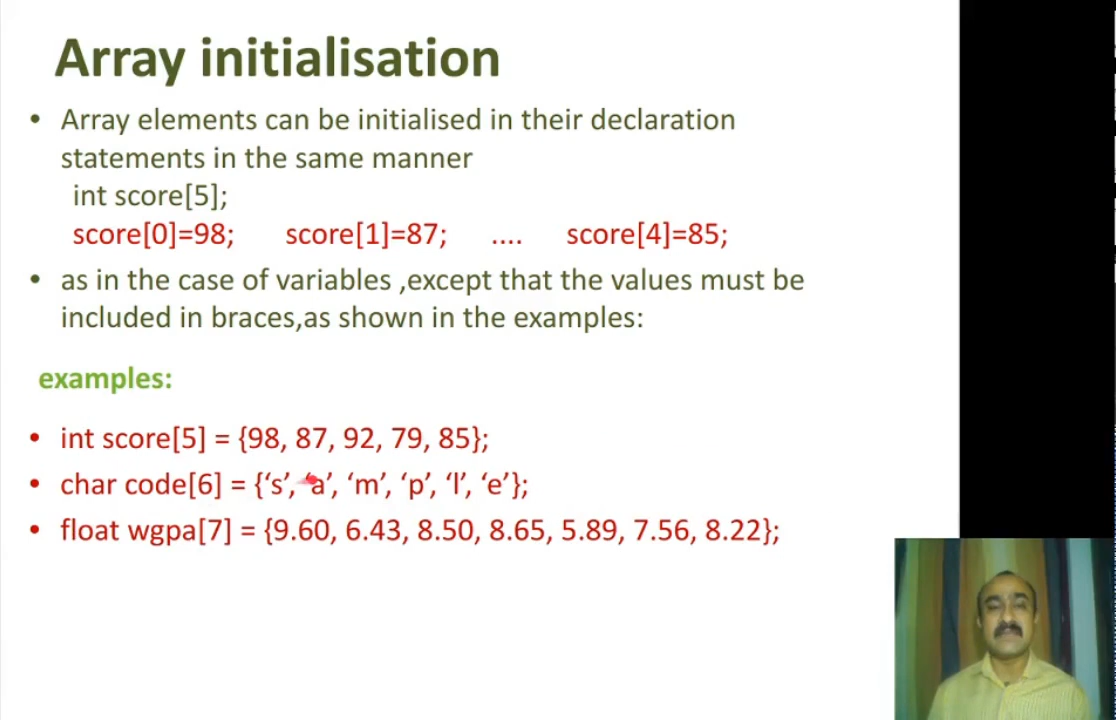 Array initialisation
• Array elements can be initialised in their declaration
statements in the same manner
int score[5];
score[0]=98; score[1]=87; .... score[4]=85;
• as in the case of variables ,except that the values must be
included in braces,as shown in the examples:
examples:
• int score[5] = {98, 87, 92, 79, 85};
• char code[6] = {‘s’, ‘a’, ‘m’, ‘p’, ‘l’, ‘e’};
• float wgpa[7] = {9.60, 6.43, 8.50, 8.65, 5.89, 7.56, 8.22};